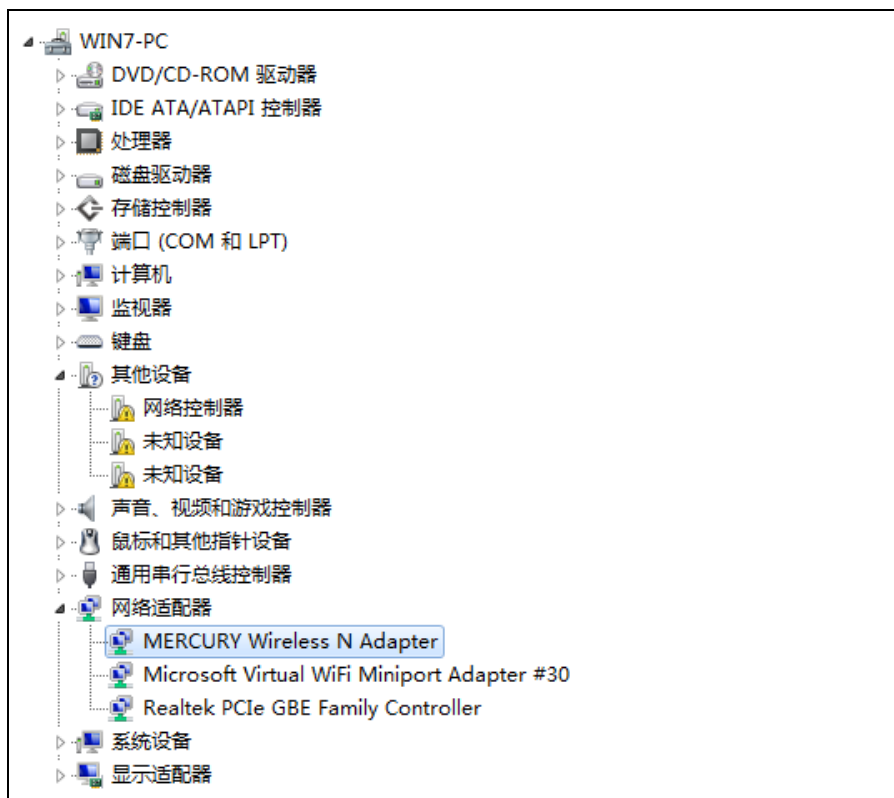 WIN7-PC
DVD/CD-ROM 驱动器
IDE ATA/ATAPI 控制器
处理器
磁盘驱动器
存储控制器
端口 (COM 和 LPT)
计算机
监视器
键盘
其他设备
网络控制器
未知设备
未知设备
声音、视频和游戏控制器
鼠标和其他指针设备
通用串行总线控制器
网络适配器
MERCURY Wireless N Adapter
Microsoft Virtual WiFi Miniport Adapter #30
Realtek PCIe GBE Family Controller
系统设备
显示适配器